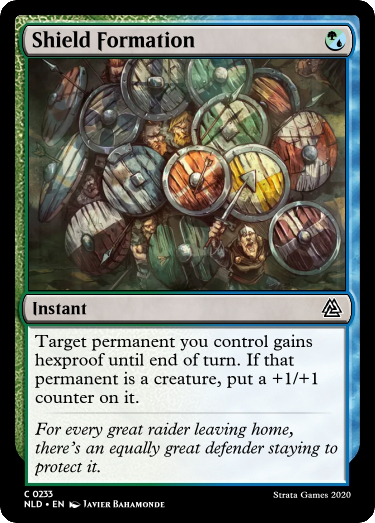 Shield Formation
Instant
Target permanent you control gains
hexproof until end of turn. If that
permanent is a creature, put a +1/+1
counter on it.
For every great raider leaving home,
there's an equally great defender staying to
protect it.
C 0233
NLD • EN Javier Bahamonde
Strata Games 2020